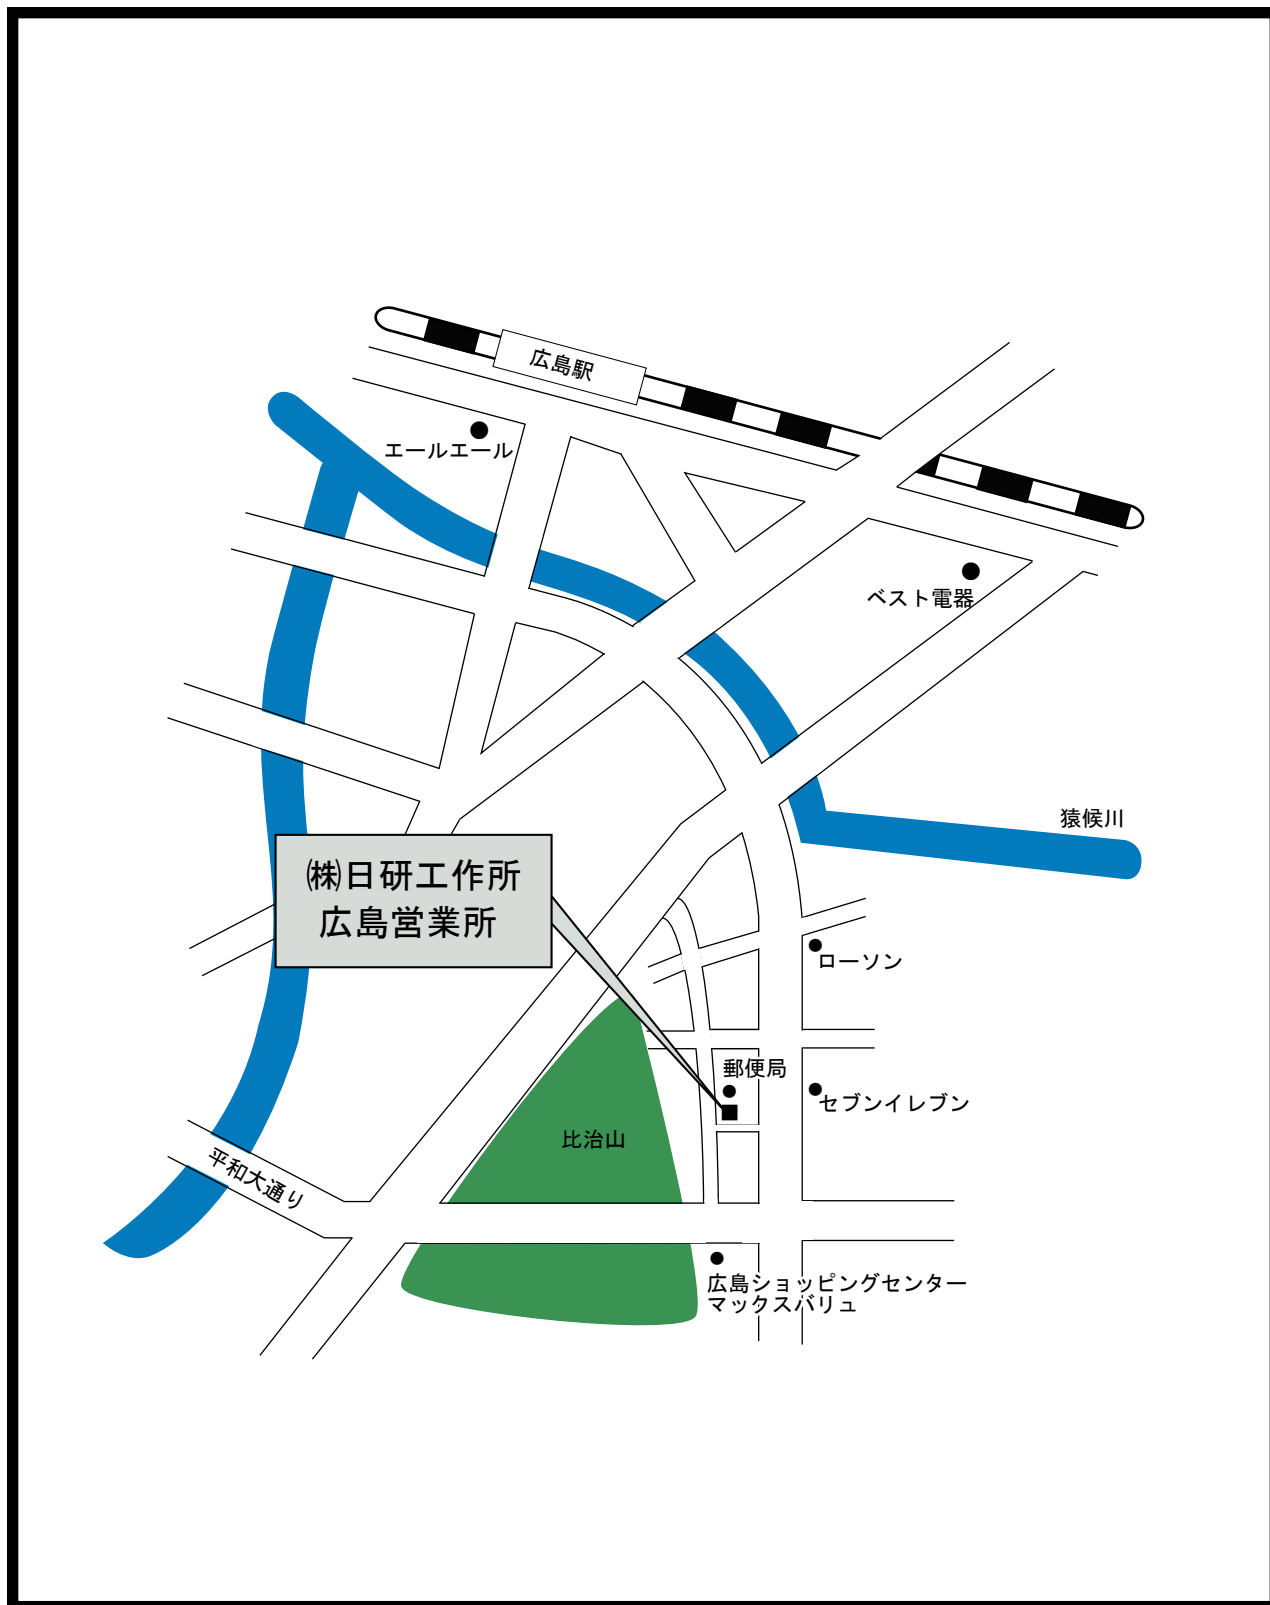 広島駅
エールエール
ベスト電器
猿候川
㈱日研工作所
広島営業所
ローソン
郵便局
セブンイレブン
比治山
平和大通り
広島ショッピングセンター
マックスバリュ